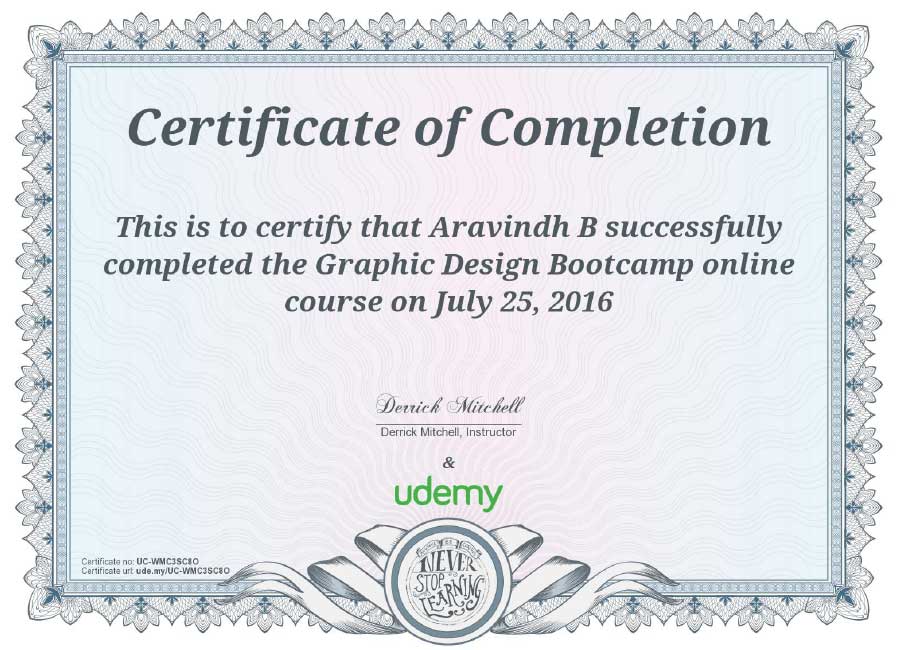 Certificate of Completion
This is to certify that Aravindh B successfully
completed the Graphic Design Bootcamp online
course on July 25, 2016
Derrick Mitchell
Derrick Mitchell, Instructor
&
udemy
Certificate no: UC-WMC3SC8O
Certificate url: ude.my/UC-WMC3SC8O
NEVER
STOP
LEARNING